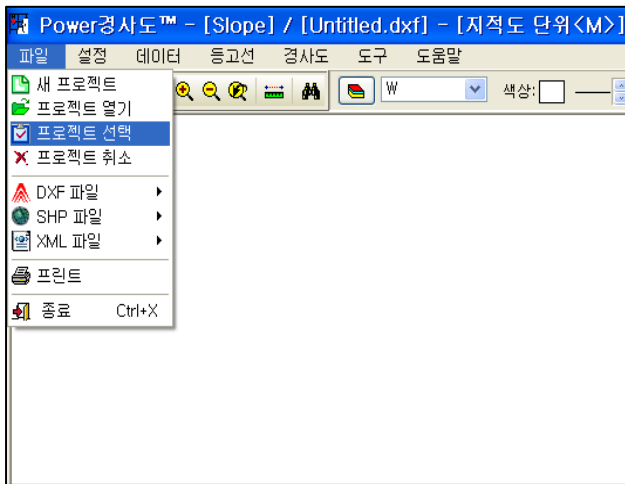 Power경사도™ - [Slope] / [Untitled.dxf] - [지적도 단위<M>]
파일 설정 데이터 등고선 경사도 도구 도움말
새 프로젝트
W 색상:
프로젝트 열기
프로젝트 선택
프로젝트 취소
DXF 파일
SHP 파일
XML 파일
프린트
종료 Ctrl+X